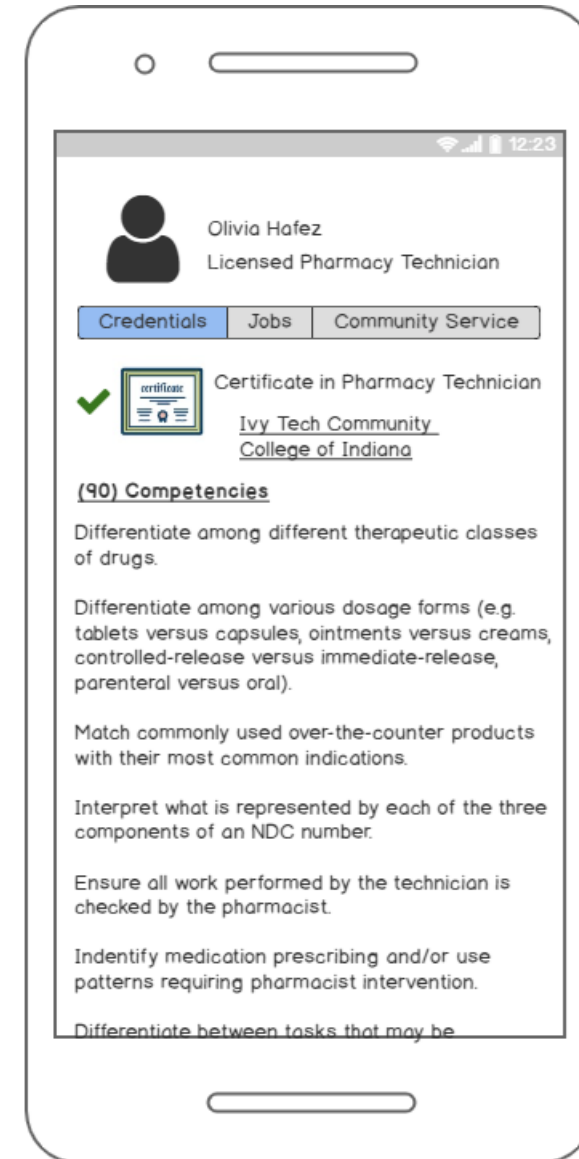 12:23
Olivia Hafez
Licensed Pharmacy Technician
Credentials Jobs Community Service
certificate
Certificate in Pharmacy Technician
Ivy Tech Community
College of Indiana
(90) Competencies
Differentiate among different therapeutic classes
of drugs.
Differentiate among various dosage forms (e.g.
tablets versus capsules, ointments versus creams,
controlled-release versus immediate-release,
parenteral versus oral).
Match commonly used over-the-counter products
with their most common indications.
Interpret what is represented by each of the three
components of an NDC number.
Ensure all work performed by the technician is
checked by the pharmacist.
Indentify medication prescribing and/or use
patterns requiring pharmacist intervention.
Differentiate between tasks that may be